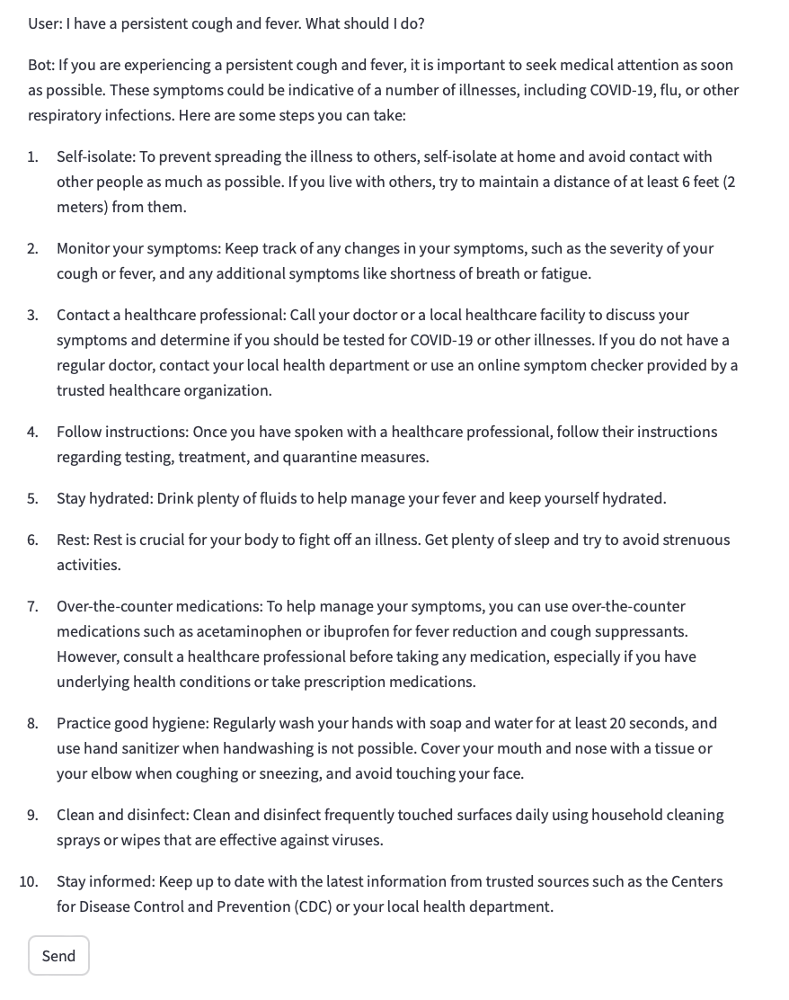 User: I have a persistent cough and fever. What should I do?
Bot: If you are experiencing a persistent cough and fever, it is important to seek medical attention as soon
as possible. These symptoms could be indicative of a number of illnesses, including COVID-19, flu, or other
respiratory infections. Here are some steps you can take:
1. Self-isolate: To prevent spreading the illness to others, self-isolate at home and avoid contact with
other people as much as possible. If you live with others, try to maintain a distance of at least 6 feet (2
meters) from them.
2. Monitor your symptoms: Keep track of any changes in your symptoms, such as the severity of your
cough or fever, and any additional symptoms like shortness of breath or fatigue.
3. Contact a healthcare professional: Call your doctor or a local healthcare facility to discuss your
symptoms and determine if you should be tested for COVID-19 or other illnesses. If you do not have a
regular doctor, contact your local health department or use an online symptom checker provided by a
trusted healthcare organization.
4. Follow instructions: Once you have spoken with a healthcare professional, follow their instructions
regarding testing, treatment, and quarantine measures.
5. Stay hydrated: Drink plenty of fluids to help manage your fever and keep yourself hydrated.
6. Rest: Rest is crucial for your body to fight off an illness. Get plenty of sleep and try to avoid strenuous
activities.
7. Over-the-counter medications: To help manage your symptoms, you can use over-the-counter
medications such as acetaminophen or ibuprofen for fever reduction and cough suppressants.
However, consult a healthcare professional before taking any medication, especially if you have
underlying health conditions or take prescription medications.
8. Practice good hygiene: Regularly wash your hands with soap and water for at least 20 seconds, and
use hand sanitizer when handwashing is not possible. Cover your mouth and nose with a tissue or
your elbow when coughing or sneezing, and avoid touching your face.
9. Clean and disinfect: Clean and disinfect frequently touched surfaces daily using household cleaning
sprays or wipes that are effective against viruses.
10. Stay informed: Keep up to date with the latest information from trusted sources such as the Centers
for Disease Control and Prevention (CDC) or your local health department.
Send